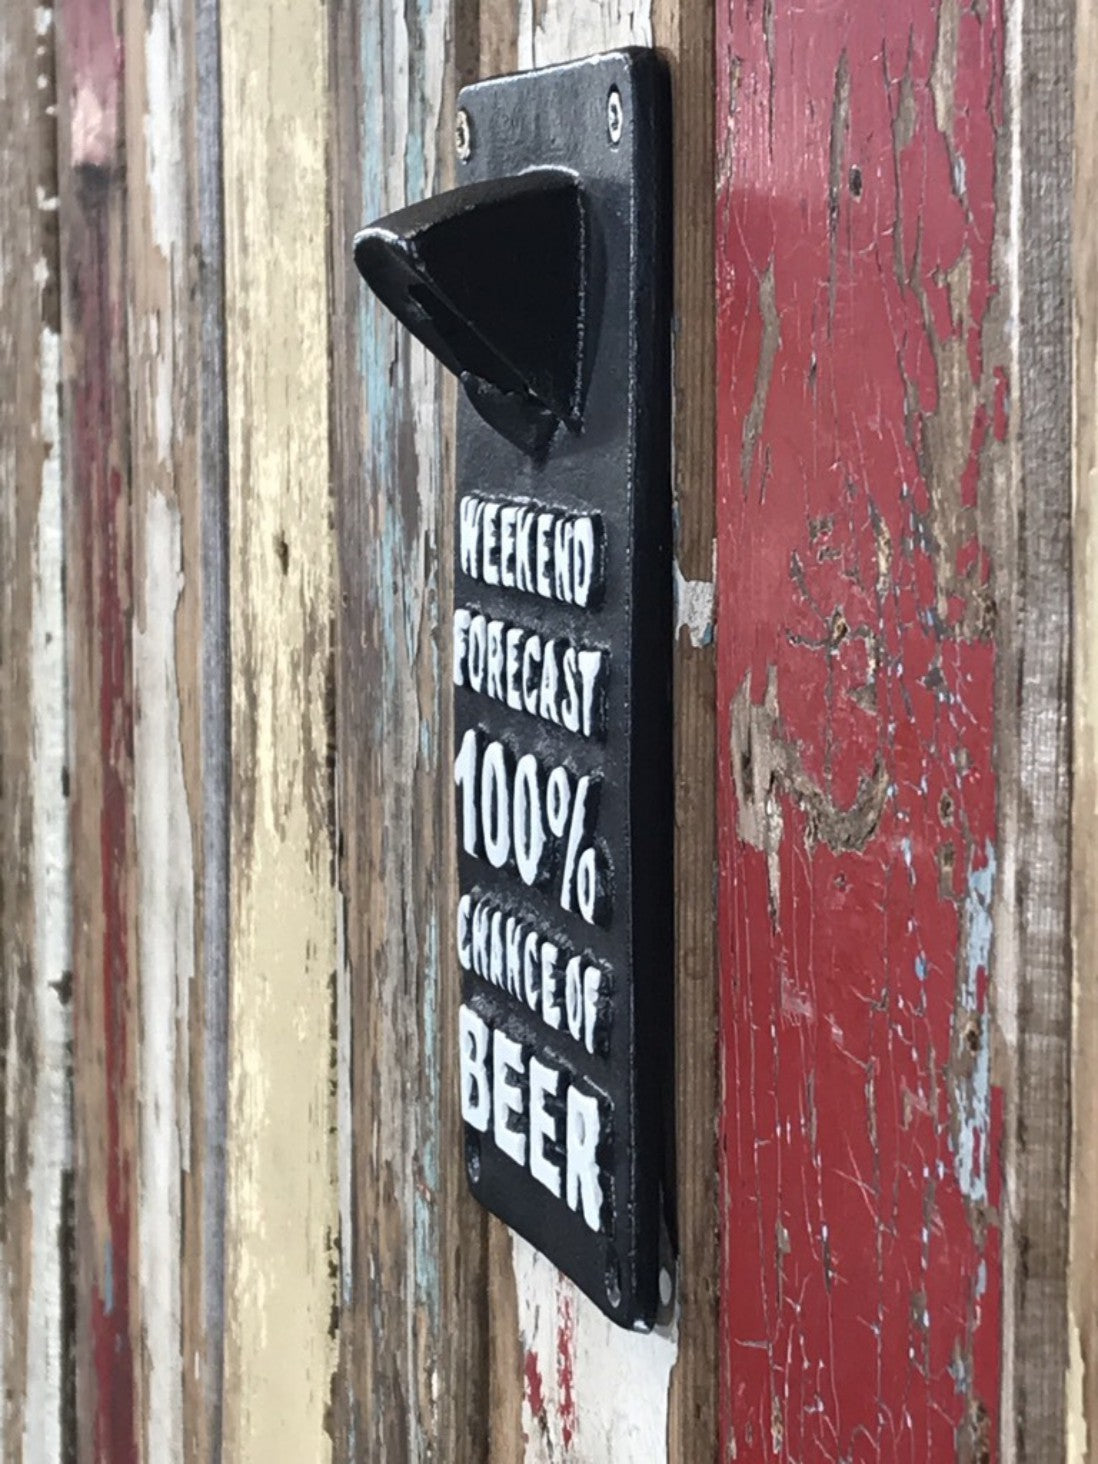 WEEKEND
FORECAST
100%
CHANCE OF
BEER